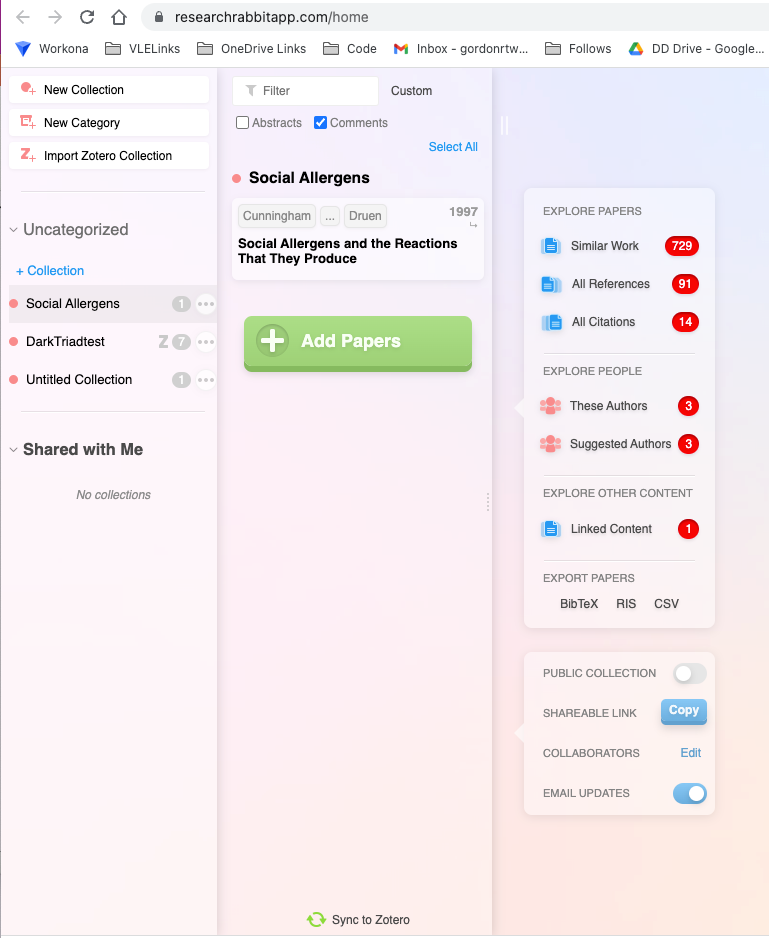 researchrabbitapp.com/home
Workona
VLELinks
OneDrive Links
Code
Inbox - gordonrtw...
Follows
DD Drive - Google...
New Collection
New Category
Import Zotero Collection
Uncategorized
+ Collection
Social Allergens 1
DarkTriadtest Z 7
Untitled Collection 1
Shared with Me
No collections
Filter
Custom
Abstracts
Comments
Select All
Social Allergens
Cunningham ... Druen 1997
Social Allergens and the Reactions
That They Produce
Add Papers
Sync to Zotero
EXPLORE PAPERS
Similar Work 729
All References 91
All Citations 14
EXPLORE PEOPLE
These Authors 3
Suggested Authors 3
EXPLORE OTHER CONTENT
Linked Content 1
EXPORT PAPERS
BibTeX RIS CSV
PUBLIC COLLECTION
SHAREABLE LINK Copy
COLLABORATORS Edit
EMAIL UPDATES